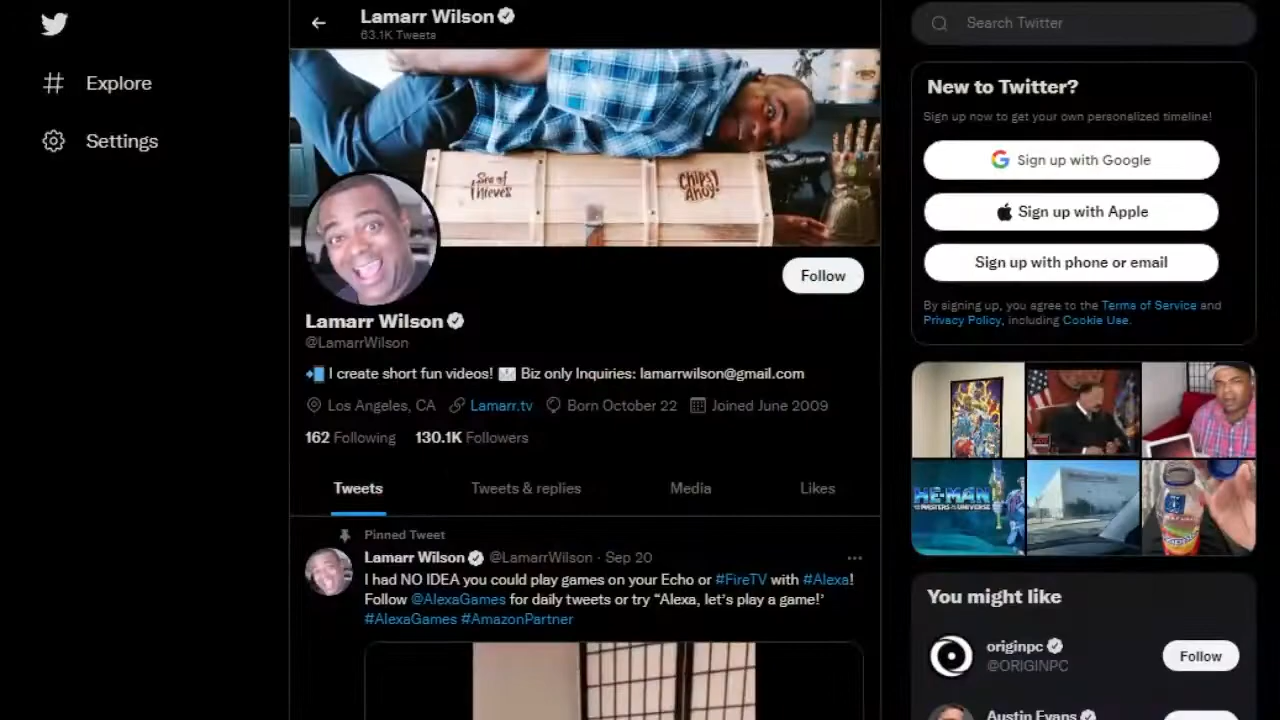 Explore
Settings
Lamarr Wilson
63.1K Tweets
Sea of
Thieves
Chips
Ahoy!
Follow
Lamarr Wilson
@LamarrWilson
I create short fun videos! Biz only Inquiries: lamarrwilson@gmail.com
Los Angeles, CA Lamarr.tv Born October 22 Joined June 2009
162 Following 130.1K Followers
Tweets Tweets & replies Media Likes
Pinned Tweet
Lamarr Wilson @LamarrWilson · Sep 20
I had NO IDEA you could play games on your Echo or #FireTV with #Alexa!
Follow @AlexaGames for daily tweets or try “Alexa, let's play a game!’
#AlexaGames #AmazonPartner
Search Twitter
New to Twitter?
Sign up now to get your own personalized timeline!
Sign up with Google
Sign up with Apple
Sign up with phone or email
By signing up, you agree to the Terms of Service and
Privacy Policy, including Cookie Use.
HE-MAN
MASTERS OF THE UNIVERSE
You might like
originpc
@ORIGINPC
Follow
Austin Evans